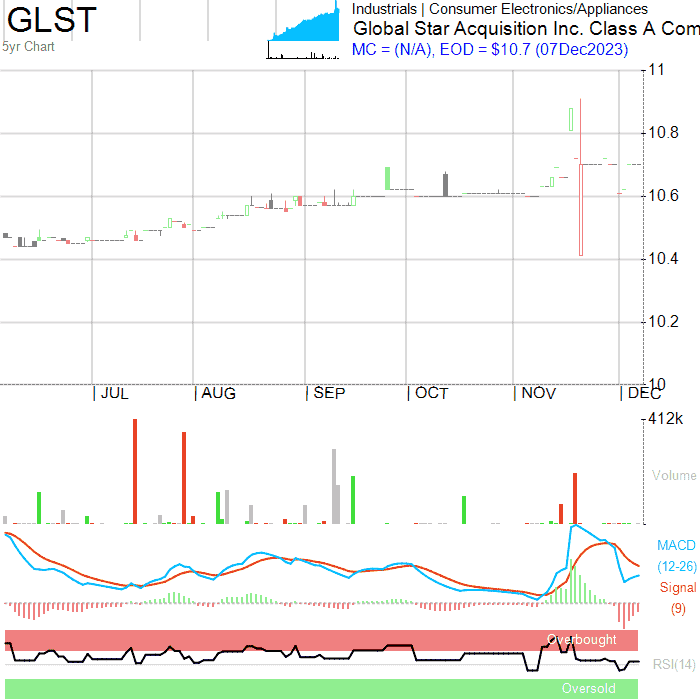 GLST
5yr Chart
Industrials | Consumer Electronics/Appliances
Global Star Acquisition Inc. Class A Com
MC = (N/A), EOD = $10.7 (07Dec2023)
11
10.8
10.6
10.4
10.2
10
| JUL | AUG | SEP | OCT | NOV | DEC
412k
Volume
MACD
(12-26)
Signal
(9)
Overbought
RSI(14)
Oversold